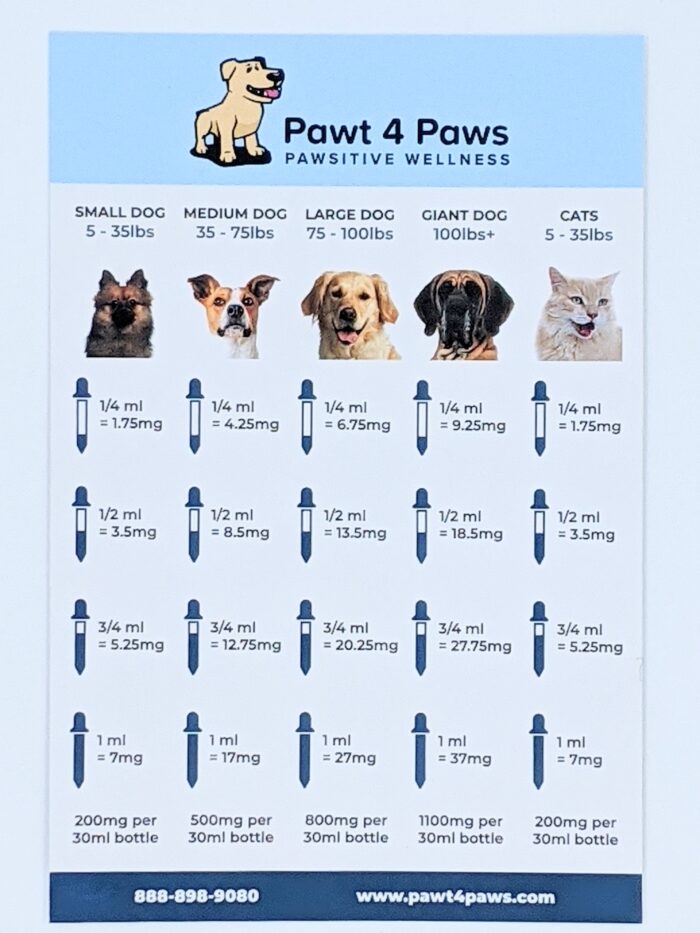 Pawt 4 Paws
PAWSITIVE WELLNESS
SMALL DOG
5 - 35lbs
MEDIUM DOG
35 - 75lbs
LARGE DOG
75 - 100lbs
GIANT DOG
100lbs+
CATS
5 - 35lbs
1/4 ml
= 1.75mg
1/4 ml
= 4.25mg
1/4 ml
= 6.75mg
1/4 ml
= 9.25mg
1/4 ml
= 1.75mg
1/2 ml
= 3.5mg
1/2 ml
= 8.5mg
1/2 ml
= 13.5mg
1/2 ml
= 18.5mg
1/2 ml
= 3.5mg
3/4 ml
= 5.25mg
3/4 ml
= 12.75mg
3/4 ml
= 20.25mg
3/4 ml
= 27.75mg
3/4 ml
= 5.25mg
1 ml
= 7mg
1 ml
= 17mg
1 ml
= 27mg
1 ml
= 37mg
1 ml
= 7mg
200mg per
30ml bottle
500mg per
30ml bottle
800mg per
30ml bottle
1100mg per
30ml bottle
200mg per
30ml bottle
888-898-9080
www.pawt4paws.com